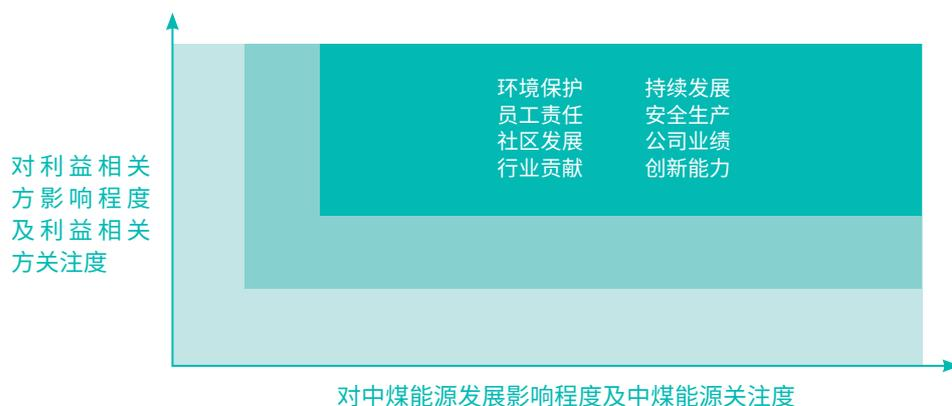 对利益相关
方影响程度
及利益相关
方关注度
环境保护 持续发展
员工责任 安全生产
社区发展 公司业绩
行业贡献 创新能力
对中煤能源发展影响程度及中煤能源关注度